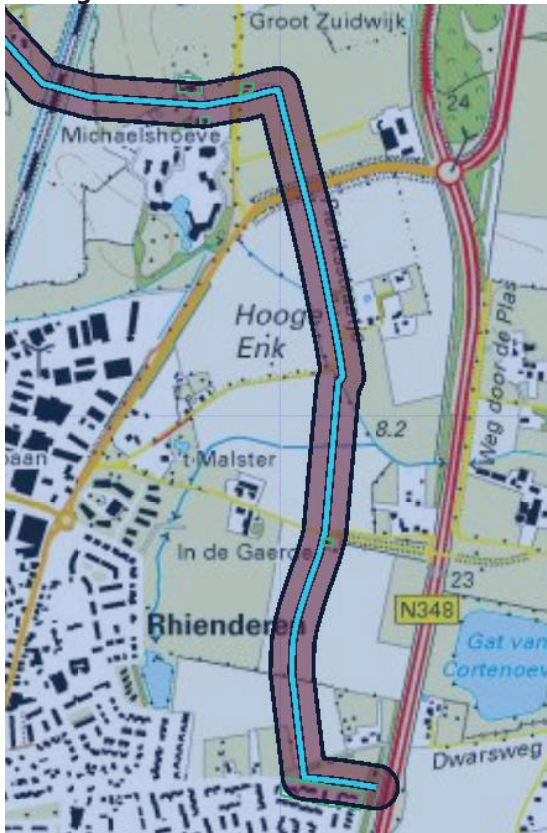 Groot Zuidwijk
24
Michaelshoeve
Hooge
Enk
Weg door de Plas
8.2
't Malster
In de Gaerde
23
N348
Rhienderen
Gat van
Cortenoev
Dwarsweg